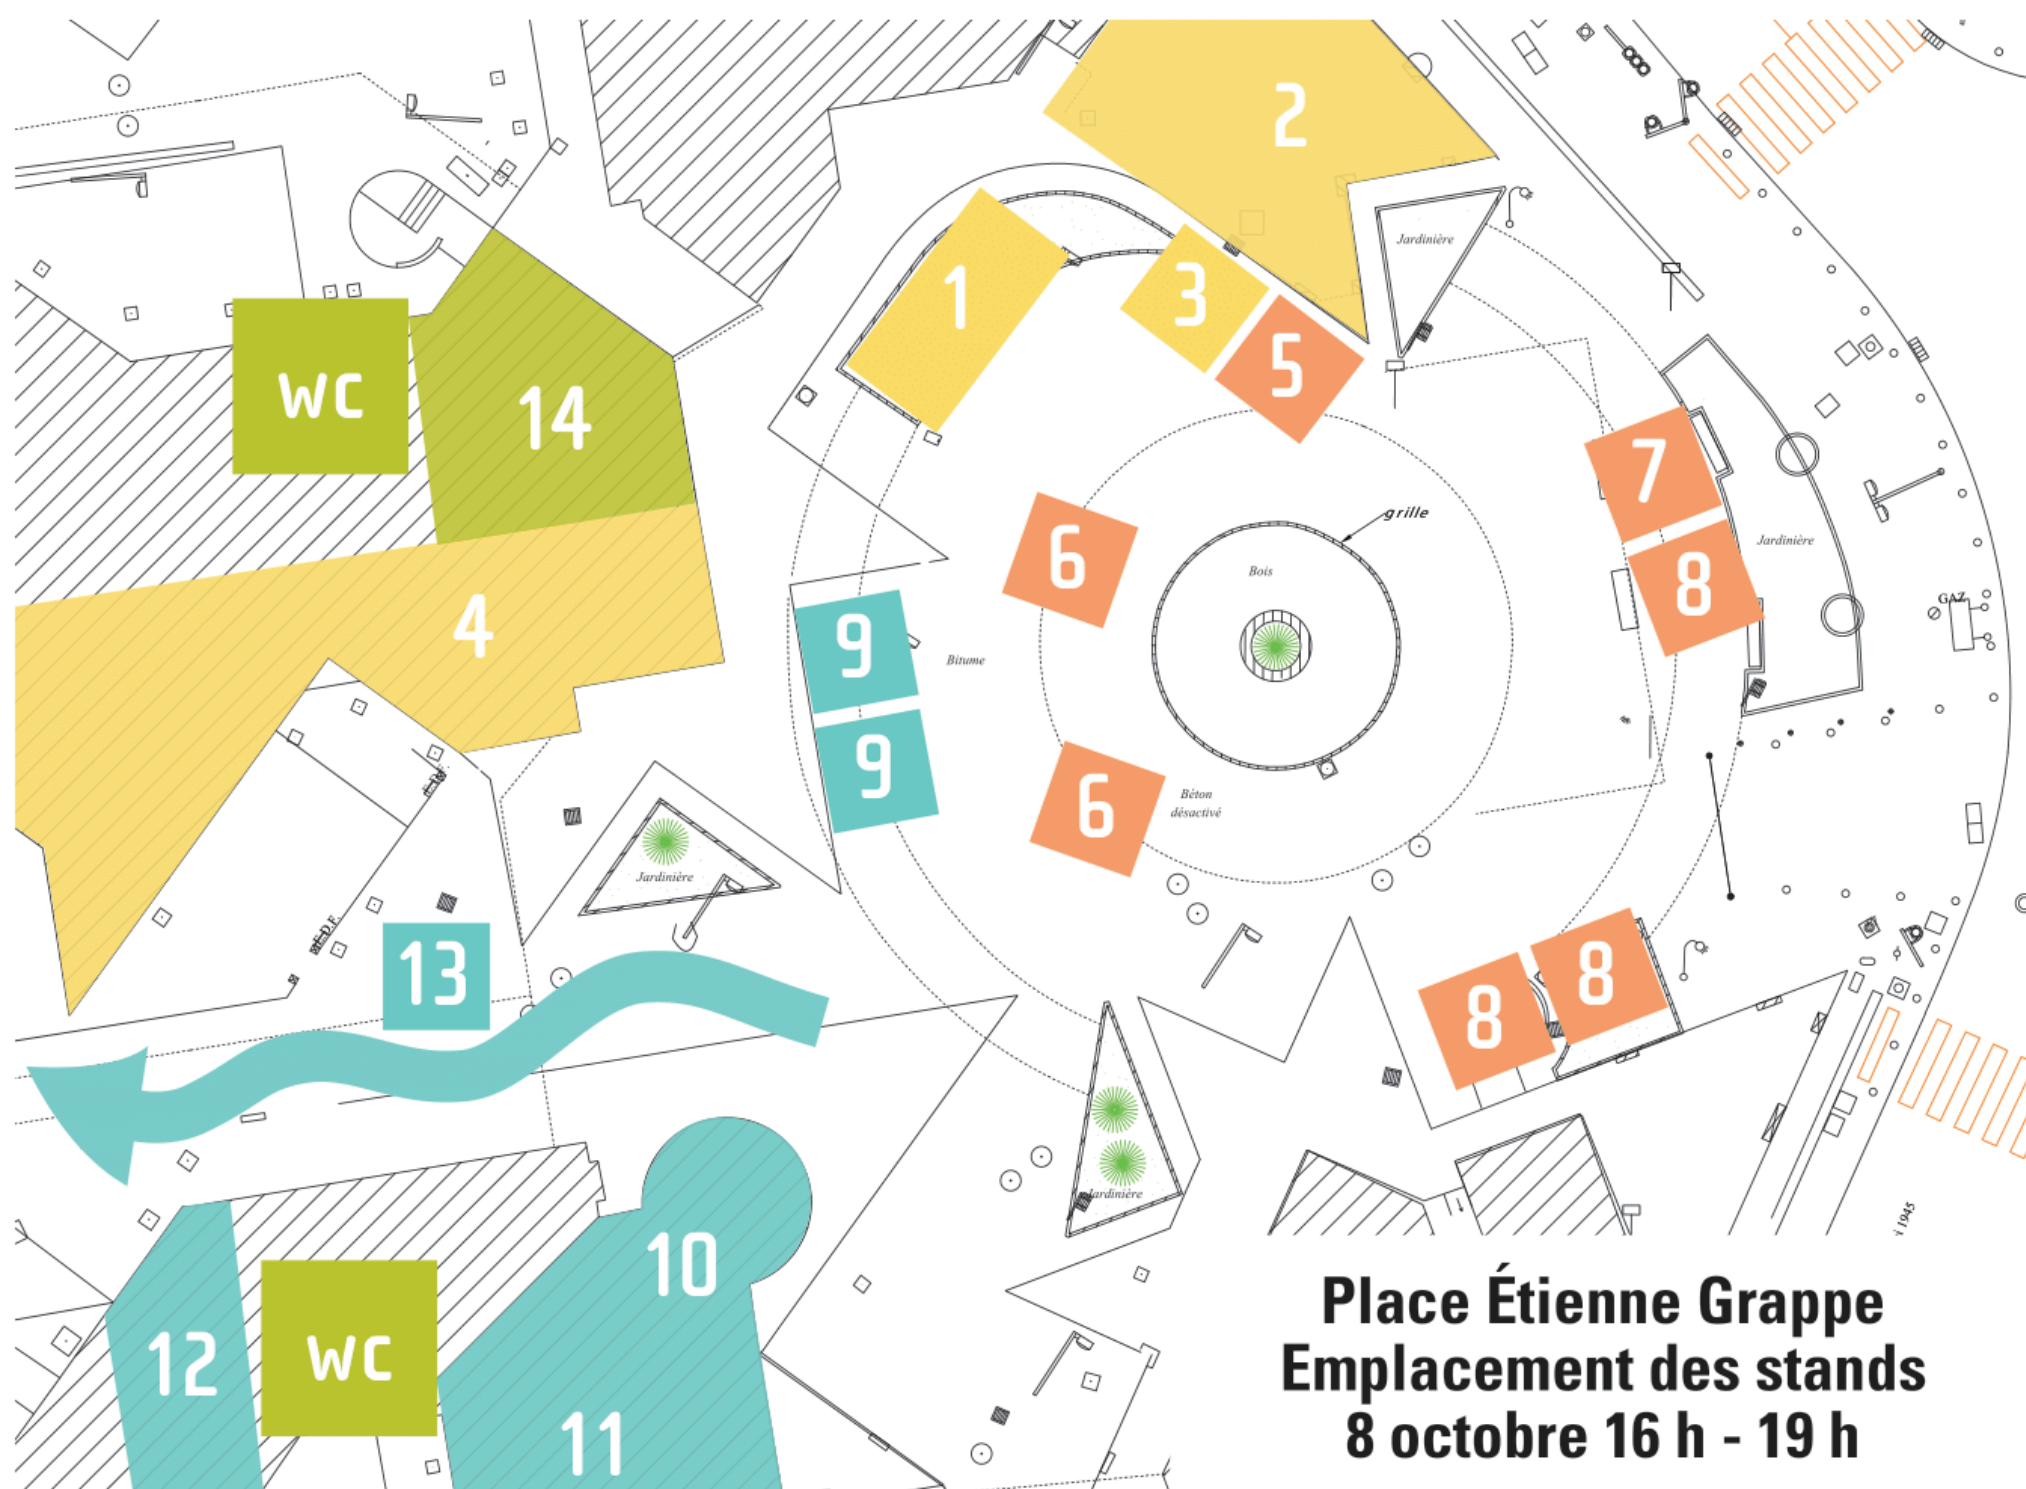 2
Jardinière
1
3
5
WC
14
7
grille
Jardinière
6
Bois
8
GAZ
4
9
Bitume
9
6
Béton
désactivé
Jardinière
E.D.F.
13
8
8
Jardinière
1945
10
12
WC
11
Place Étienne Grappe
Emplacement des stands
8 octobre 16 h - 19 h